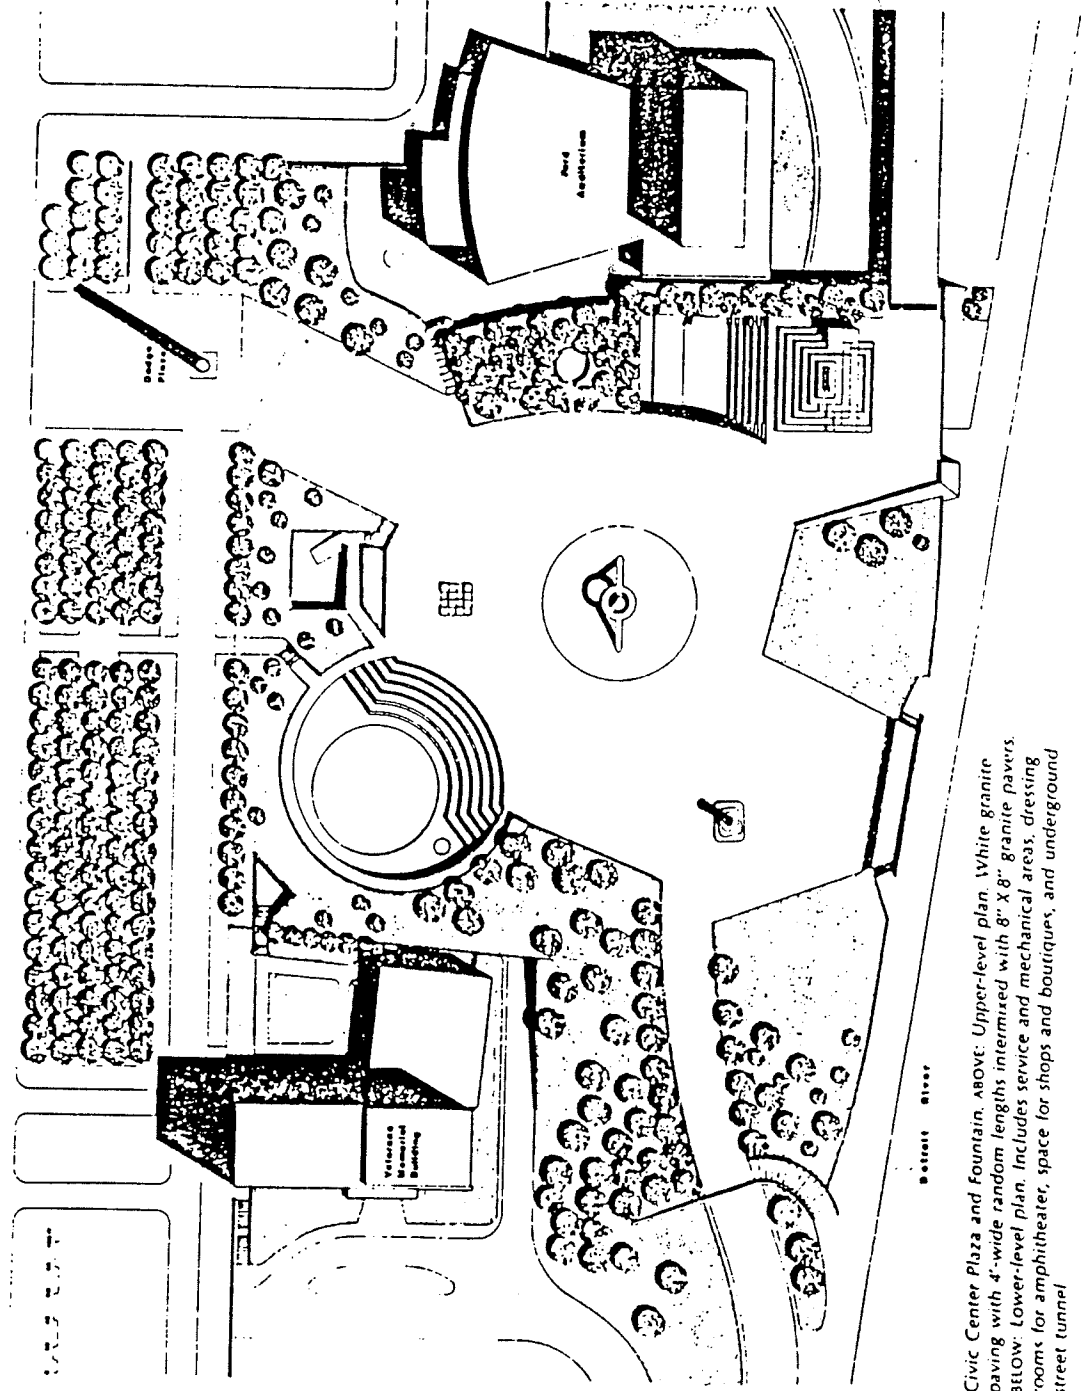 Ford
Auditorium
Dodge
Plaza
Veterans
Memorial
Building
Detroit River
Civic Center Plaza and Fountain. ABOVE: Upper-level plan. White granite
paving with 4"-wide random lengths intermixed with 8" X 8" granite pavers.
BELOW: Lower-level plan. Includes service and mechanical areas, dressing
rooms for amphitheater, space for shops and boutiques, and underground
street tunnel